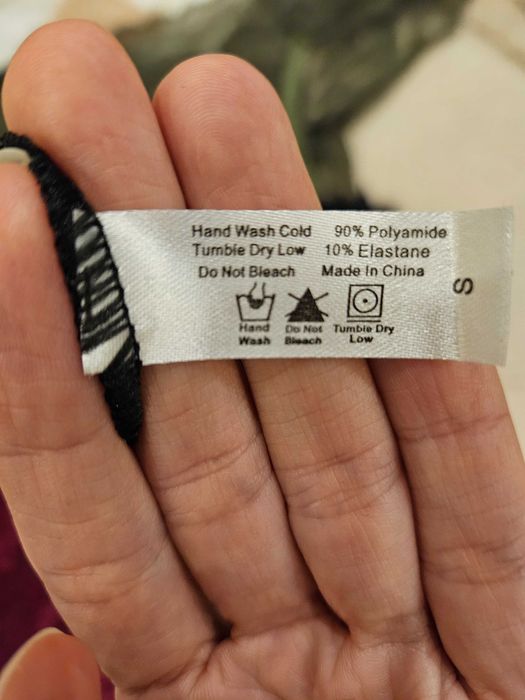 Hand Wash Cold 90% Polyamide
Tumble Dry Low 10% Elastane
Do Not Bleach Made In China
Hand Wash
Do Not Bleach
Tumble Dry Low
S